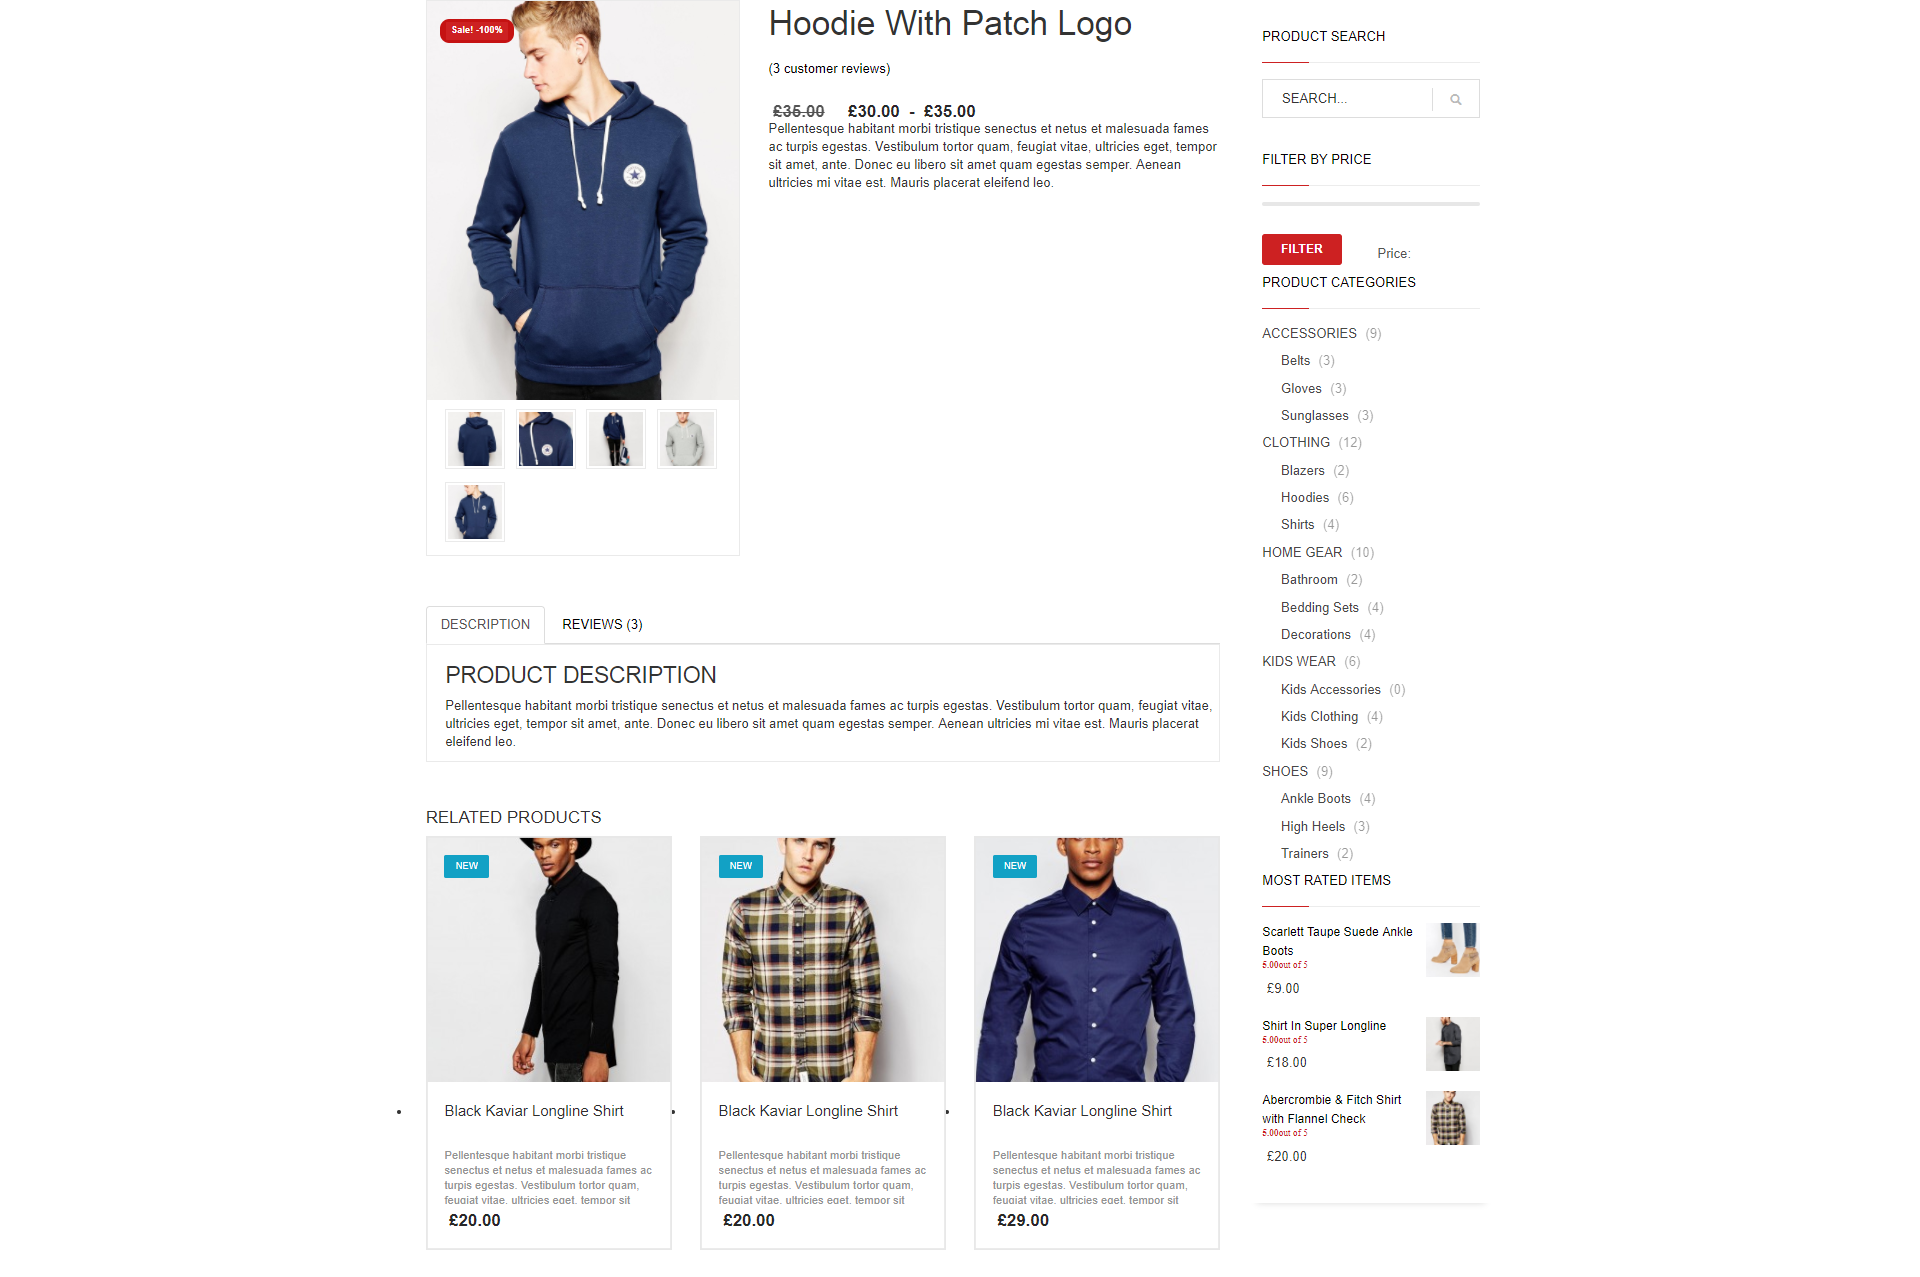 Sale! -100%
Hoodie With Patch Logo
(3 customer reviews)
£35.00 £30.00 - £35.00
Pellentesque habitant morbi tristique senectus et netus et malesuada fames
ac turpis egestas. Vestibulum tortor quam, feugiat vitae, ultricies eget, tempor
sit amet, ante. Donec eu libero sit amet quam egestas semper. Aenean
ultricies mi vitae est. Mauris placerat eleifend leo.
DESCRIPTION
REVIEWS (3)
PRODUCT DESCRIPTION
Pellentesque habitant morbi tristique senectus et netus et malesuada fames ac turpis egestas. Vestibulum tortor quam, feugiat vitae,
ultricies eget, tempor sit amet, ante. Donec eu libero sit amet quam egestas semper. Aenean ultricies mi vitae est. Mauris placerat
eleifend leo.
RELATED PRODUCTS
NEW
Black Kaviar Longline Shirt
Pellentesque habitant morbi tristique
senectus et netus et malesuada fames ac
turpis egestas. Vestibulum tortor quam,
feugiat vitae, ultricies eget, tempor sit
£20.00
NEW
Black Kaviar Longline Shirt
Pellentesque habitant morbi tristique
senectus et netus et malesuada fames ac
turpis egestas. Vestibulum tortor quam,
feugiat vitae, ultricies eget, tempor sit
£20.00
NEW
Black Kaviar Longline Shirt
Pellentesque habitant morbi tristique
senectus et netus et malesuada fames ac
turpis egestas. Vestibulum tortor quam,
feugiat vitae, ultricies eget, tempor sit
£29.00
PRODUCT SEARCH
SEARCH...
FILTER BY PRICE
FILTER
Price:
PRODUCT CATEGORIES
ACCESSORIES (9)
Belts (3)
Gloves (3)
Sunglasses (3)
CLOTHING (12)
Blazers (2)
Hoodies (6)
Shirts (4)
HOME GEAR (10)
Bathroom (2)
Bedding Sets (4)
Decorations (4)
KIDS WEAR (6)
Kids Accessories (0)
Kids Clothing (4)
Kids Shoes (2)
SHOES (9)
Ankle Boots (4)
High Heels (3)
Trainers (2)
MOST RATED ITEMS
Scarlett Taupe Suede Ankle
Boots
5.00out of 5
£9.00
Shirt In Super Longline
5.00out of 5
£18.00
Abercrombie & Fitch Shirt
with Flannel Check
5.00out of 5
£20.00